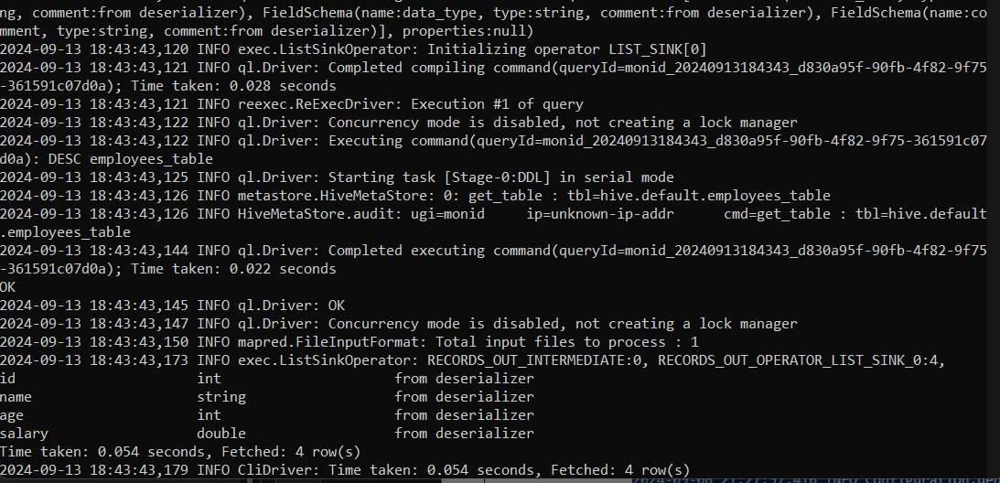 ng, comment:from deserializer), FieldSchema(name:data_type, type:string, comment:from deserializer), FieldSchema(name:co
mment, type:string, comment:from deserializer)], properties:null)
2024-09-13 18:43:43,120 INFO exec.ListSinkOperator: Initializing operator LIST_SINK[0]
2024-09-13 18:43:43,121 INFO ql.Driver: Completed compiling command(queryId=monid_20240913184343_d830a95f-90fb-4f82-9f75
-361591c07d0a); Time taken: 0.028 seconds
2024-09-13 18:43:43,121 INFO reexec.ReExecDriver: Execution #1 of query
2024-09-13 18:43:43,122 INFO ql.Driver: Concurrency mode is disabled, not creating a lock manager
2024-09-13 18:43:43,122 INFO ql.Driver: Executing command(queryId=monid_20240913184343_d830a95f-90fb-4f82-9f75-361591c07
d0a): DESC employees_table
2024-09-13 18:43:43,125 INFO ql.Driver: Starting task [Stage-0:DDL] in serial mode
2024-09-13 18:43:43,126 INFO metastore.HiveMetaStore: 0: get_table : tbl=hive.default.employees_table
2024-09-13 18:43:43,126 INFO HiveMetaStore.audit: ugi=monid     ip=unknown-ip-addr      cmd=get_table : tbl=hive.default
.employees_table
2024-09-13 18:43:43,144 INFO ql.Driver: Completed executing command(queryId=monid_20240913184343_d830a95f-90fb-4f82-9f75
-361591c07d0a); Time taken: 0.022 seconds
OK
2024-09-13 18:43:43,145 INFO ql.Driver: OK
2024-09-13 18:43:43,147 INFO ql.Driver: Concurrency mode is disabled, not creating a lock manager
2024-09-13 18:43:43,150 INFO mapred.FileInputFormat: Total input files to process : 1
2024-09-13 18:43:43,173 INFO exec.ListSinkOperator: RECORDS_OUT_INTERMEDIATE:0, RECORDS_OUT_OPERATOR_LIST_SINK_0:4,
id                      int                     from deserializer
name                    string                  from deserializer
age                     int                     from deserializer
salary                  double                  from deserializer
Time taken: 0.054 seconds, Fetched: 4 row(s)
2024-09-13 18:43:43,179 INFO CliDriver: Time taken: 0.054 seconds, Fetched: 4 row(s)